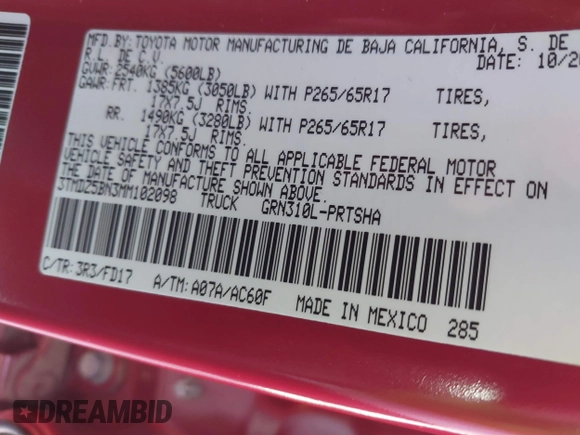 MFD.BY: TOYOTA MOTOR MANUFACTURING DE BAJA CALIFORNIA, S. DE
R.L. DE C.V. DATE: 10/20
GVWR: 2540KG (5600LB)
GAWR:FRT. 1385KG (3050LB) WITH P265/65R17 TIRES,
17X7.5J RIMS.
RR. 1490KG (3280LB) WITH P265/65R17 TIRES,
17X7.5J RIMS.
THIS VEHICLE CONFORMS TO ALL APPLICABLE FEDERAL MOTOR
VEHICLE SAFETY AND THEFT PREVENTION STANDARDS IN EFFECT ON
THE DATE OF MANUFACTURE SHOWN ABOVE.
3TMDZ5BN3MM102098 TRUCK GRN310L-PRTSHA
C/TR: 3R3/FD17 A/TM: A07A/AC60F MADE IN MEXICO 285
DREAMBID